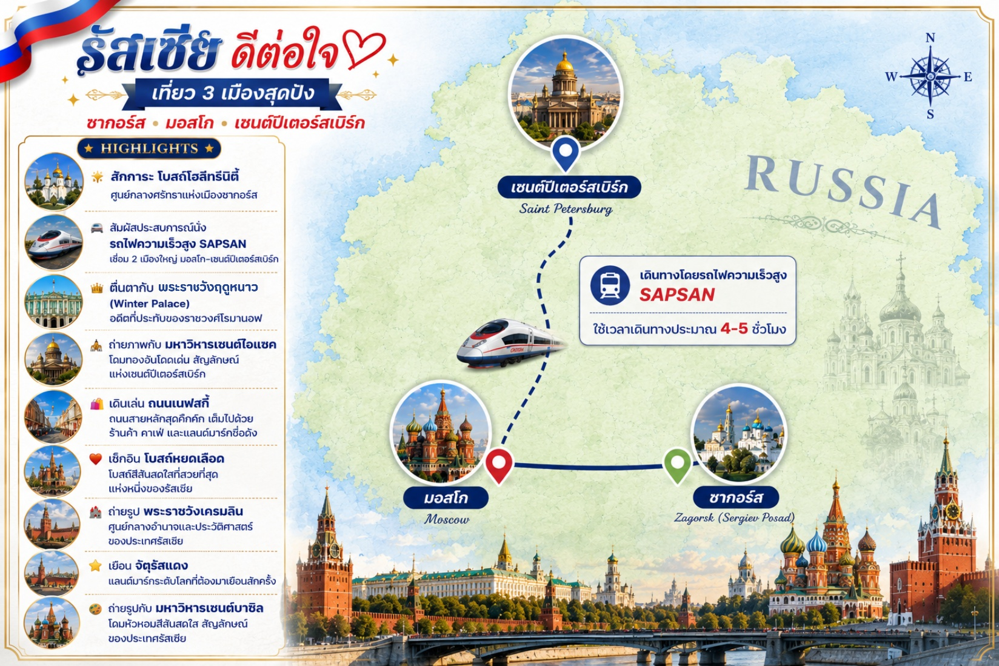 รัสเซีย ดีต่อใจ
เที่ยว 3 เมืองสุดปัง
ซากอร์ส • มอสโก • เซนต์ปีเตอร์สเบิร์ก
HIGHLIGHTS
สักการะ โบสถ์โฮลีทรีนิตี้
ศูนย์กลางศรัทธาแห่งเมืองซากอร์ส
สัมผัสประสบการณ์นั่ง
รถไฟความเร็วสูง SAPSAN
เชื่อม 2 เมืองใหญ่ มอสโก-เซนต์ปีเตอร์สเบิร์ก
ตื่นตากับ พระราชวังฤดูหนาว
(Winter Palace)
อดีตที่ประทับของราชวงศ์โรมานอฟ
ถ่ายภาพกับ มหาวิหารเซนต์ไอแซค
โดมทองอันโดดเด่น สัญลักษณ์
แห่งเซนต์ปีเตอร์สเบิร์ก
เดินเล่น ถนนเนฟสกี้
ถนนสายหลักสุดคึกคัก เต็มไปด้วย
ร้านค้า คาเฟ่ และแลนด์มาร์กชื่อดัง
เช็กอิน โบสถ์หยดเลือด
โบสถ์สีสันสดใสที่สวยที่สุด
แห่งหนึ่งของรัสเซีย
ถ่ายรูป พระราชวังเครมลิน
ศูนย์กลางอำนาจและประวัติศาสตร์
ของประเทศรัสเซีย
เยือน จัตุรัสแดง
แลนด์มาร์กระดับโลกที่ต้องมาเยือนสักครั้ง
ถ่ายรูปกับ มหาวิหารเซนต์บาซิล
โดมหัวหอมสีสันสดใส สัญลักษณ์
ของประเทศรัสเซีย
N
W
E
S
RUSSIA
เซนต์ปีเตอร์สเบิร์ก
Saint Petersburg
เดินทางโดยรถไฟความเร็วสูง
SAPSAN
ใช้เวลาเดินทางประมาณ 4-5 ชั่วโมง
มอสโก
Moscow
ซากอร์ส
Zagorsk (Sergiev Posad)